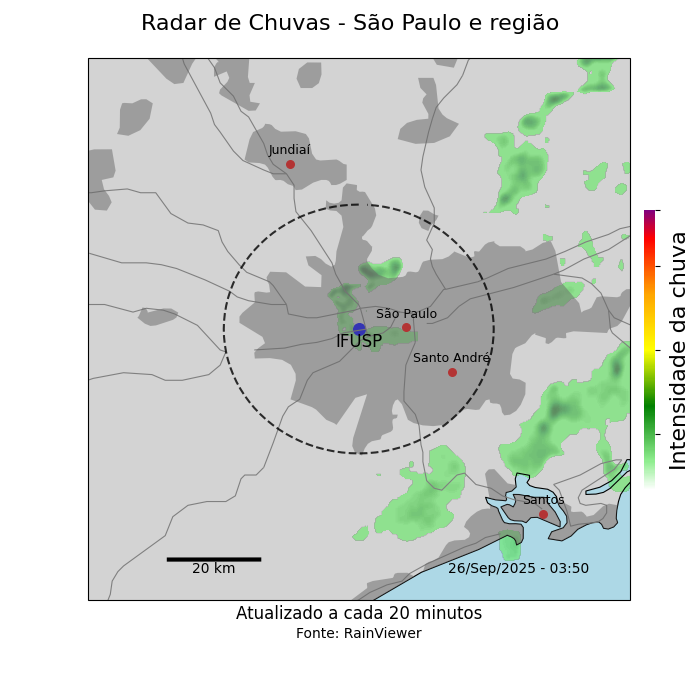 Radar de Chuvas - São Paulo e região
Jundiaí
São Paulo
IFUSP
Santo André
Santos
20 km
26/Sep/2025 - 03:50
Intensidade da chuva
Atualizado a cada 20 minutos
Fonte: RainViewer